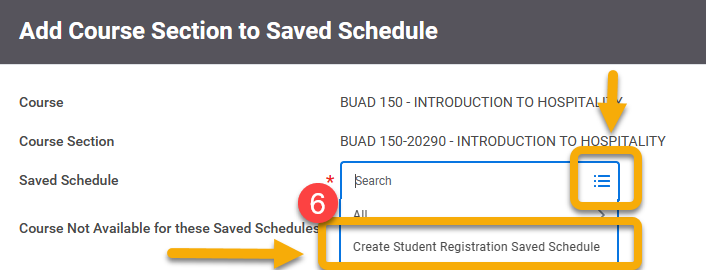 Add Course Section to Saved Schedule
Course BUAD 150 - INTRODUCTION TO HOSPITALITY
Course Section BUAD 150-20290 - INTRODUCTION TO HOSPITALITY
Saved Schedule * Search
6
All
Course Not Available for these Saved Schedules
Create Student Registration Saved Schedule